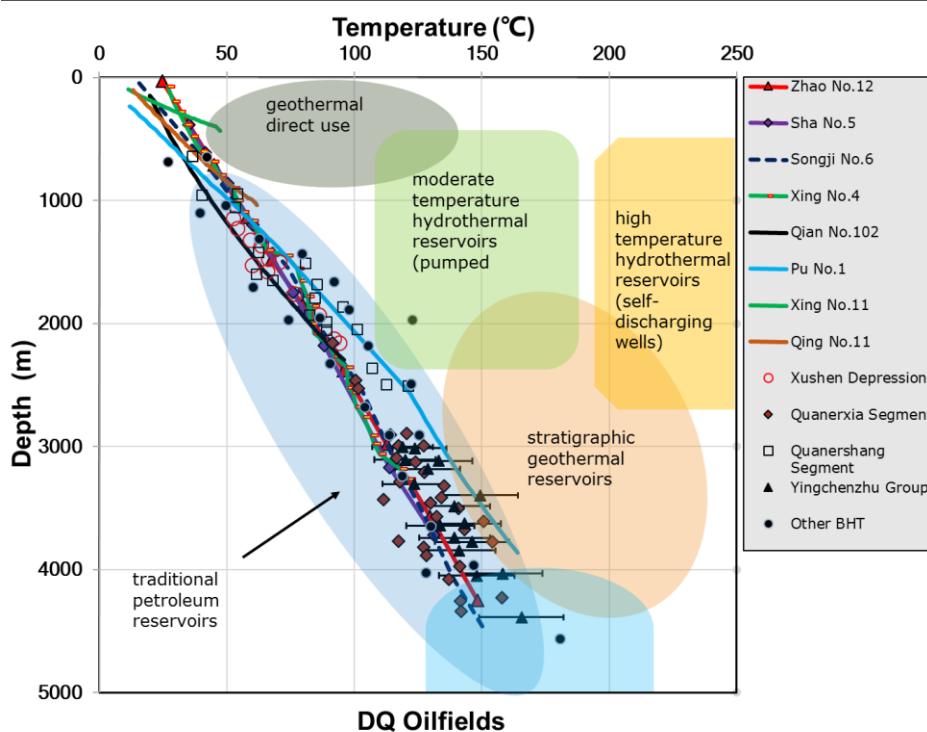 Temperature (℃)
0 50 100 150 200 250
0
1000
2000
3000
4000
5000
Depth (m)
geothermal
direct use
moderate
temperature
hydrothermal
reservoirs
(pumped
high
temperature
hydrothermal
reservoirs
(self-
discharging
wells)
stratigraphic
geothermal
reservoirs
traditional
petroleum
reservoirs
DQ Oilfields
Zhao No.12
Sha No.5
Songji No.6
Xing No.4
Qian No.102
Pu No.1
Xing No.11
Qing No.11
Xushen Depression
Quanerxia Segment
Quanershang
Segment
Yingchenzhu Group
Other BHT